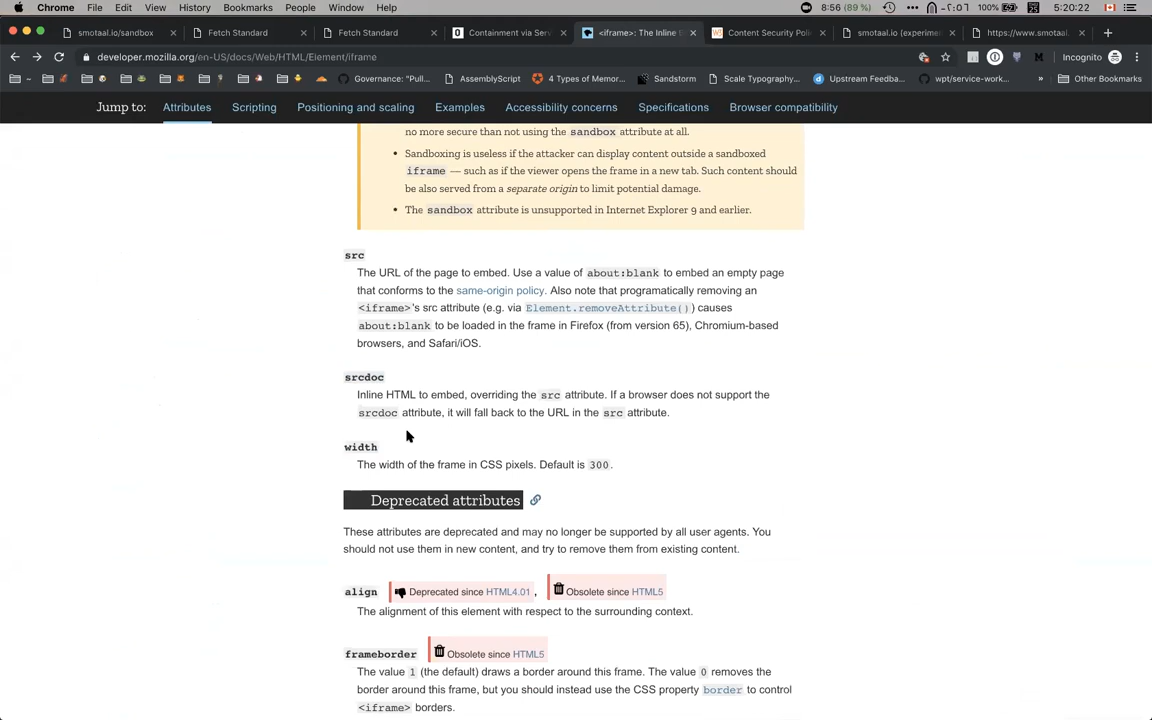 Chrome File Edit View History Bookmarks People Window Help 8:56 (89 %) 100% 5:20:22
smotaal.io/sandbox Fetch Standard Fetch Standard Containment via Serv <iframe>: The Inline E Content Security Polic smotaal.io (experimen https://www.smotaal.
developer.mozilla.org/en-US/docs/Web/HTML/Element/iframe Incognito
Governance: "Pull... AssemblyScript 4 Types of Memor... Sandstorm Scale Typography... Upstream Feedba... wpt/service-work... » Other Bookmarks
Jump to: Attributes Scripting Positioning and scaling Examples Accessibility concerns Specifications Browser compatibility
no more secure than not using the sandbox attribute at all.
• Sandboxing is useless if the attacker can display content outside a sandboxed
iframe — such as if the viewer opens the frame in a new tab. Such content should
be also served from a separate origin to limit potential damage.
• The sandbox attribute is unsupported in Internet Explorer 9 and earlier.
src
The URL of the page to embed. Use a value of about:blank to embed an empty page
that conforms to the same-origin policy. Also note that programatically removing an
<iframe>'s src attribute (e.g. via Element.removeAttribute()) causes
about:blank to be loaded in the frame in Firefox (from version 65), Chromium-based
browsers, and Safari/iOS.
srcdoc
Inline HTML to embed, overriding the src attribute. If a browser does not support the
srcdoc attribute, it will fall back to the URL in the src attribute.
width
The width of the frame in CSS pixels. Default is 300.
Deprecated attributes
These attributes are deprecated and may no longer be supported by all user agents. You
should not use them in new content, and try to remove them from existing content.
align Deprecated since HTML4.01, Obsolete since HTML5
The alignment of this element with respect to the surrounding context.
frameborder Obsolete since HTML5
The value 1 (the default) draws a border around this frame. The value 0 removes the
border around this frame, but you should instead use the CSS property border to control
<iframe> borders.